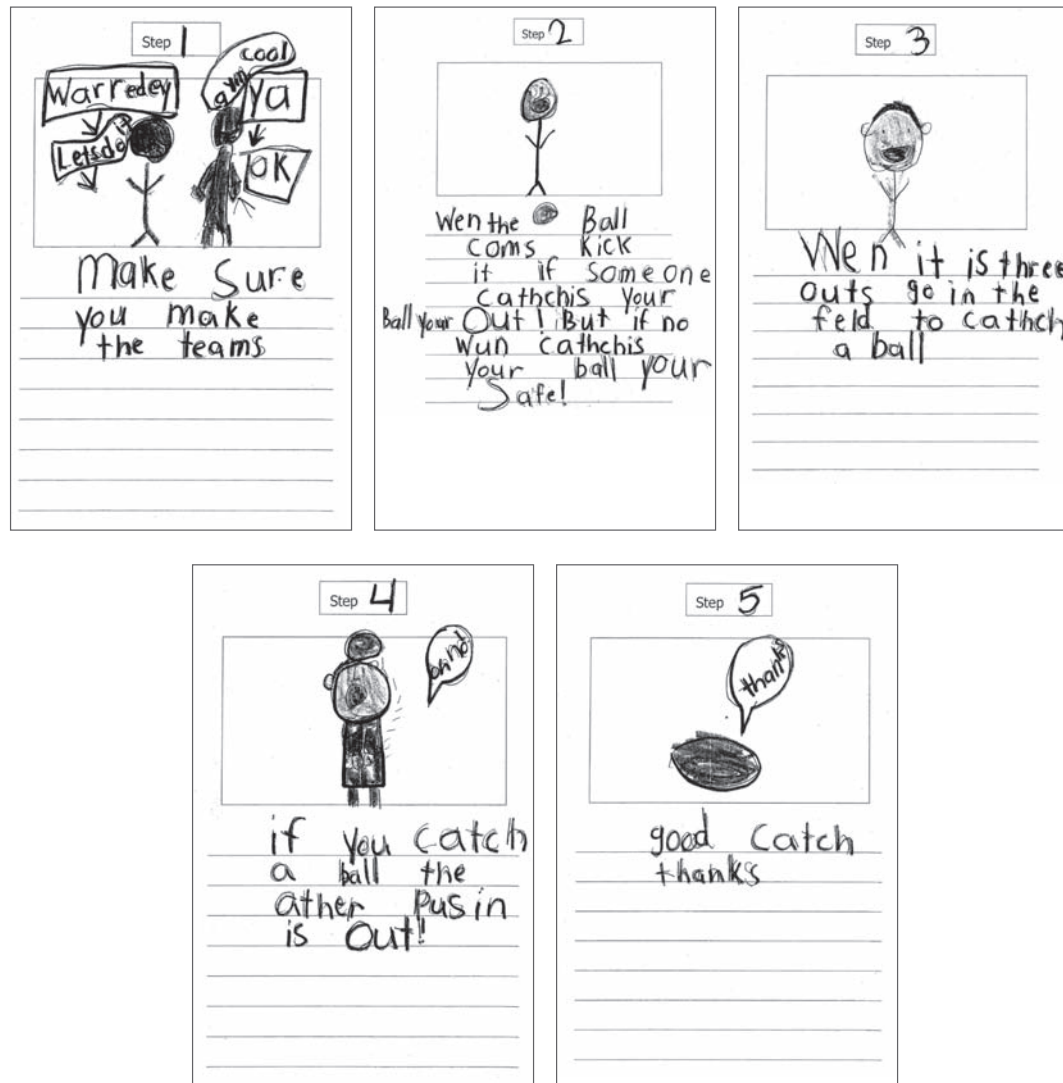 Step 1
Warredey
Letsdoit
cool
ya
OK
Make Sure
you make
the teams
Step 2
Wen the Ball
coms kick
it if someone
cathchis your
Ball your Out! But if no
wun cathchis
your ball your
Safe!
Step 3
Wen it is three
outs go in the
feld to cathch
a ball
Step 4
oh no!
if you catch
a ball the
ather pusin
is Out!
Step 5
thanks
good catch
thanks